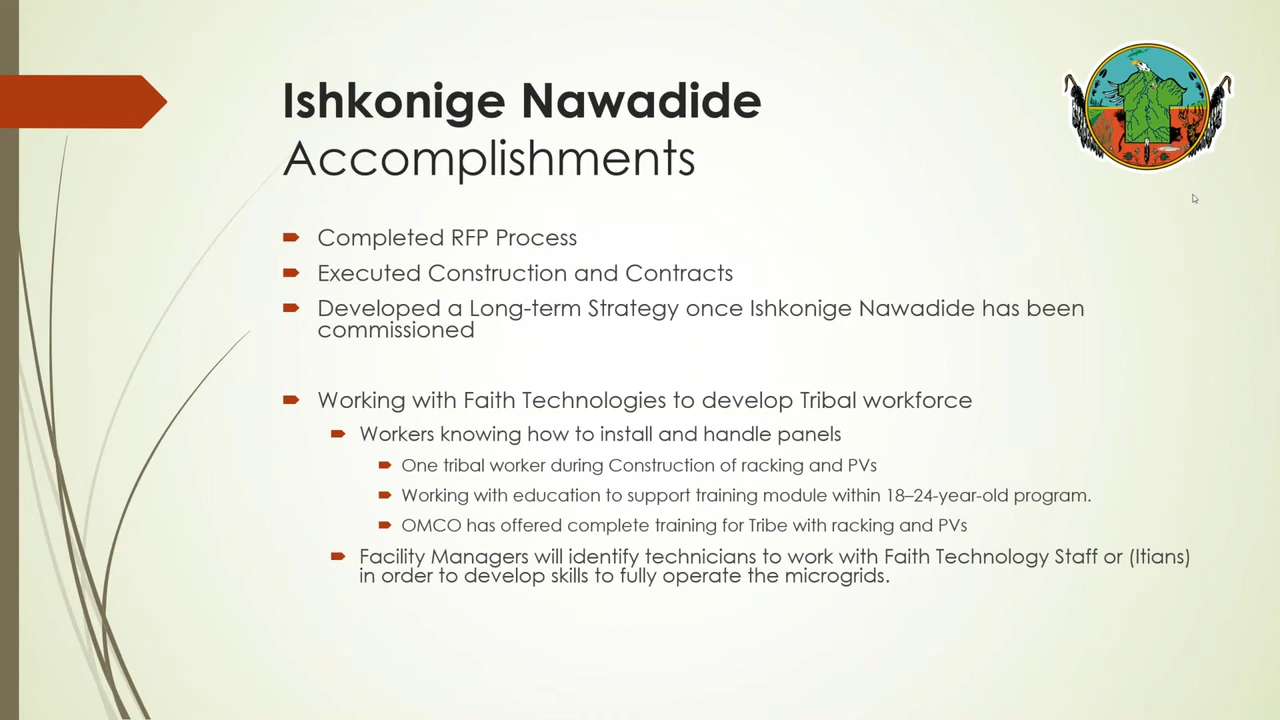 Ishkonige Nawadide
Accomplishments
Completed RFP Process
Executed Construction and Contracts
Developed a Long-term Strategy once Ishkonige Nawadide has been
commissioned
Working with Faith Technologies to develop Tribal workforce
Workers knowing how to install and handle panels
One tribal worker during Construction of racking and PVs
Working with education to support training module within 18–24-year-old program.
OMCO has offered complete training for Tribe with racking and PVs
Facility Managers will identify technicians to work with Faith Technology Staff or (Itians)
in order to develop skills to fully operate the microgrids.